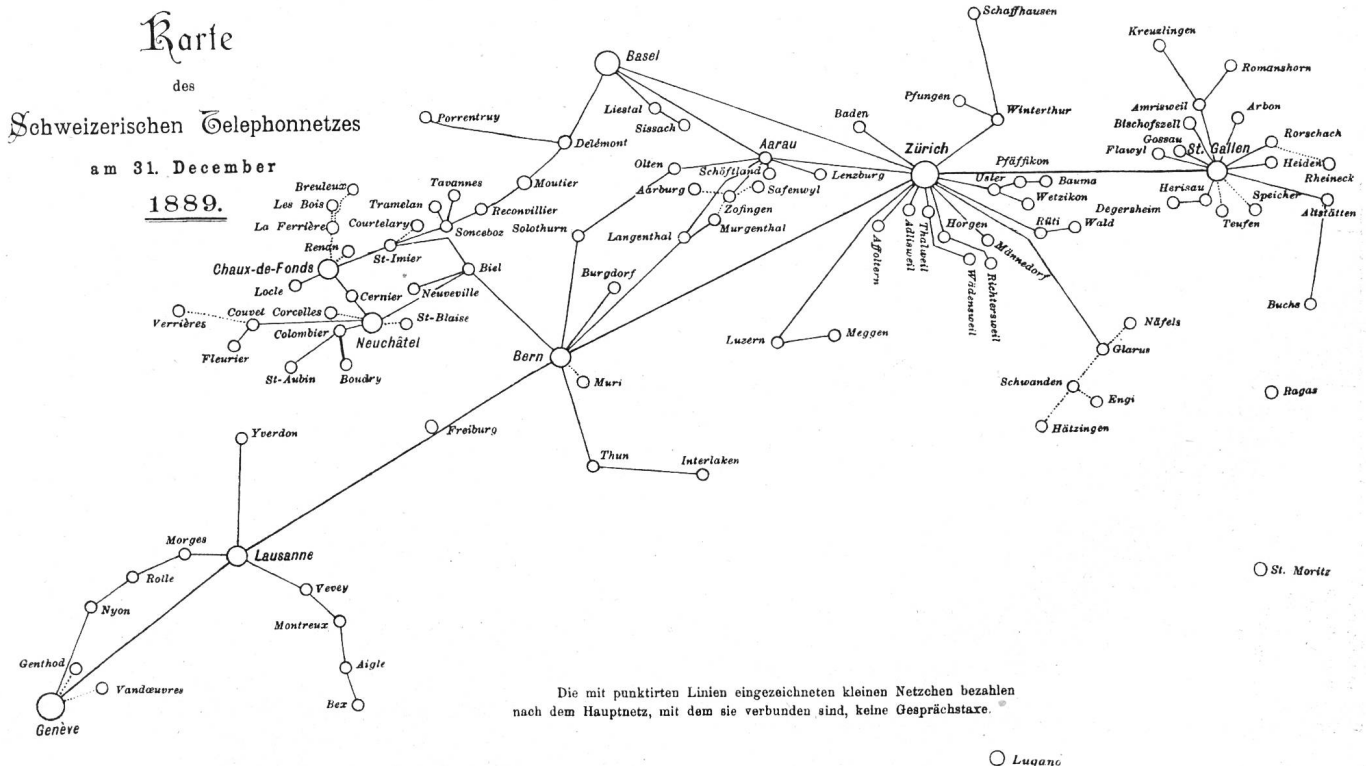 Karte
des
Schweizerischen Telephonnetzes
am 31. December
1889.
Schaffhausen
Kreuzlingen
Romanshorn
Basel
Pfungen
Winterthur
Amrisweil
Arbon
Liestal
Baden
Bischofszell
Porrentruy
Sissach
Gossau
Rorschach
Delémont
Aarau
Zürich
Flawyl
St. Gallen
Olten
Schöftland
Lenzburg
Pfäffikon
Heiden
Breuleux
Tavannes
Moutier
Aarburg
Safenwyl
Uster
Bauma
Rheineck
Les Bois
Tramelan
Reconvillier
Zofingen
Wetzikon
Herisau
Speicher
La Ferrière
Courtelary
Sonceboz
Solothurn
Murgenthal
Degersheim
Teufen
Altstätten
Renan
St-Imier
Langenthal
Affoltern
Adlisweil
Thalweil
Horgen
Männedorf
Rüti
Wald
Chaux-de-Fonds
Biel
Burgdorf
Wädensweil
Richtersweil
Locle
Cernier
Neuveville
Buchs
Verrières
Couvet
Corcelles
St-Blaise
Colombier
Neuchâtel
Fleurier
St-Aubin
Boudry
Bern
Luzern
Meggen
Näfels
Glarus
Muri
Schwanden
Engi
Ragaz
Hätzingen
Yverdon
Freiburg
Thun
Interlaken
Morges
Lausanne
Rolle
Vevey
St. Moritz
Nyon
Montreux
Genthod
Aigle
Vandœuvres
Bex
Genève
Die mit punktirten Linien eingezeichneten kleinen Netzchen bezahlen
nach dem Hauptnetz, mit dem sie verbunden sind, keine Gesprächstaxe.
Lugano